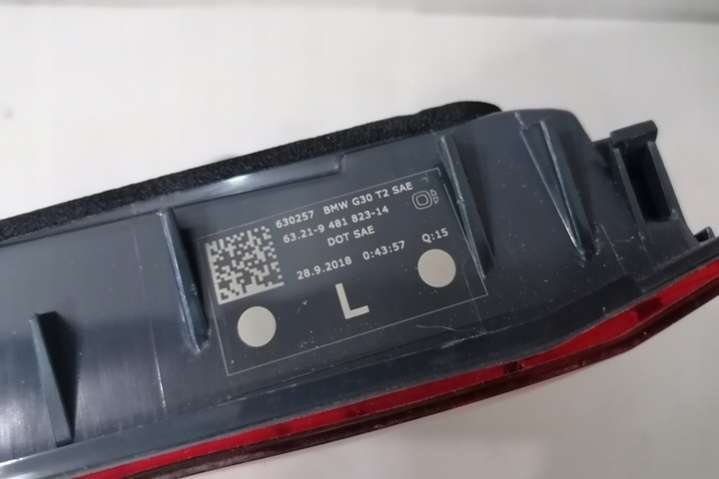 630257 BMW G30 T2 SAE
63.21-9 481 823-14
DOT SAE
28.9.2018 0:43:57 Q:15
L